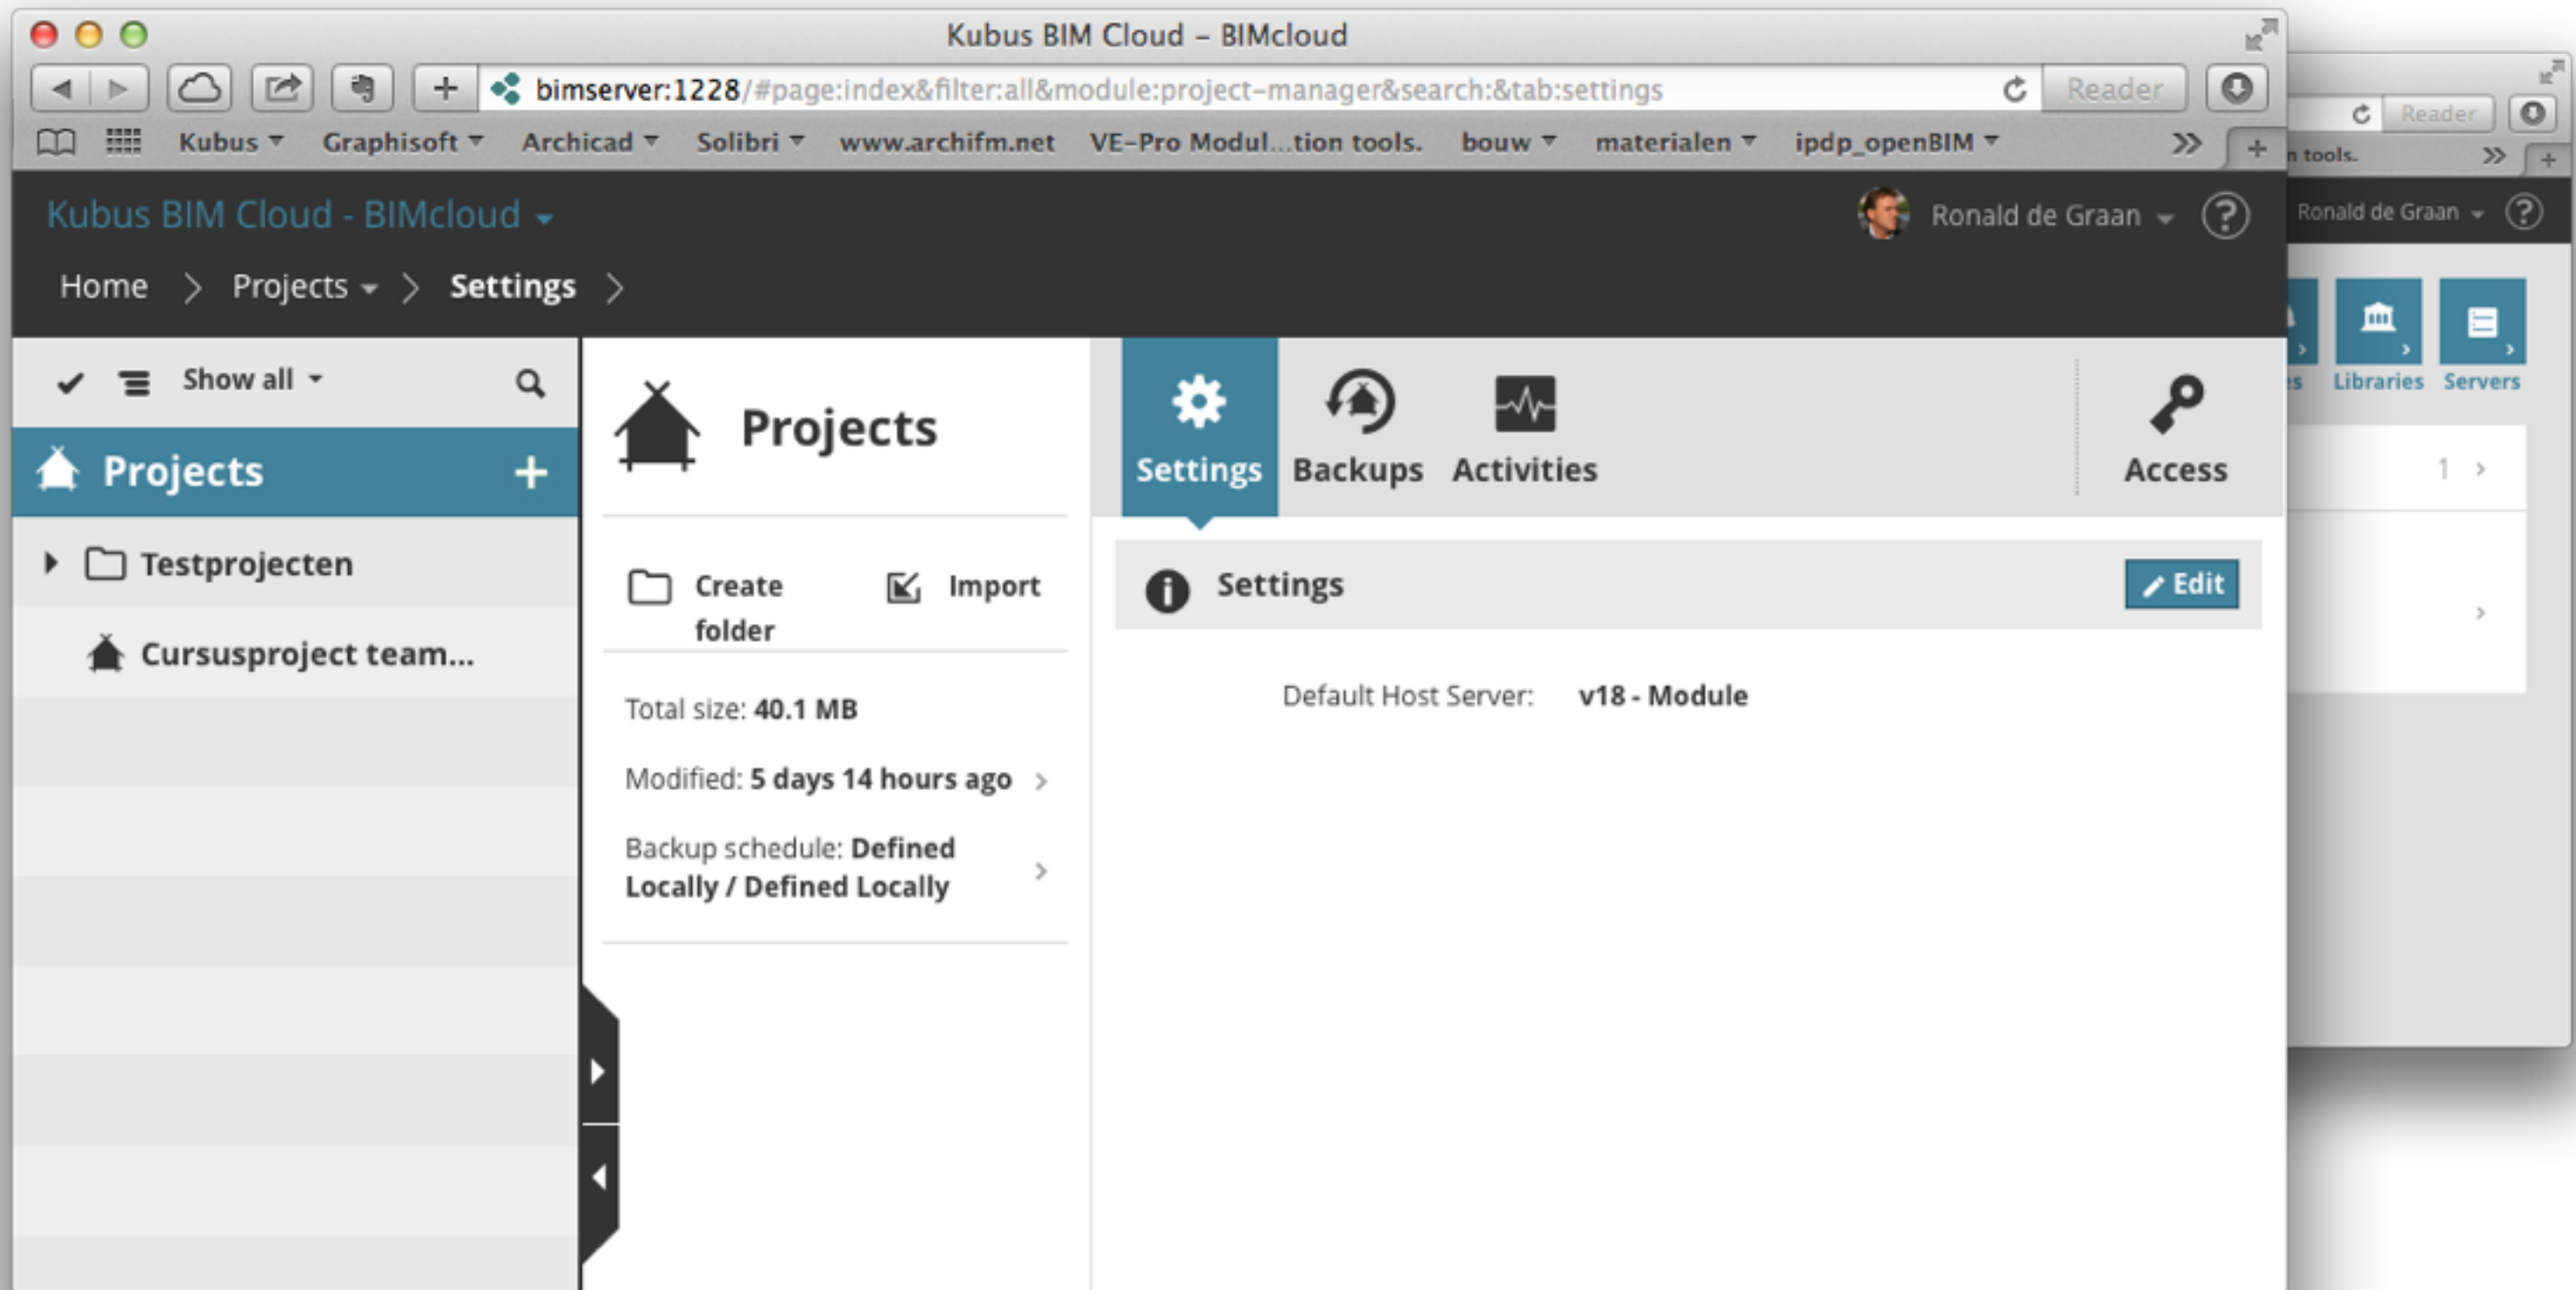 Kubus BIM Cloud – BIMcloud
bimserver:1228/#page:index&filter:all&module:project-manager&search:&tab:settings
Reader
Kubus Graphisoft Archicad Solibri www.archifm.net VE-Pro Modul...tion tools. bouw materialen ipdp_openBIM
Kubus BIM Cloud - BIMcloud
Ronald de Graan ?
Home Projects Settings
Show all
Projects +
Testprojecten
Cursusproject team...
Projects
Create
folder
Import
Total size: 40.1 MB
Modified: 5 days 14 hours ago
Backup schedule: Defined
Locally / Defined Locally
Settings Backups Activities Access
Settings
Edit
Default Host Server: v18 - Module
Reader
n tools.
Ronald de Graan ?
es Libraries Servers
1